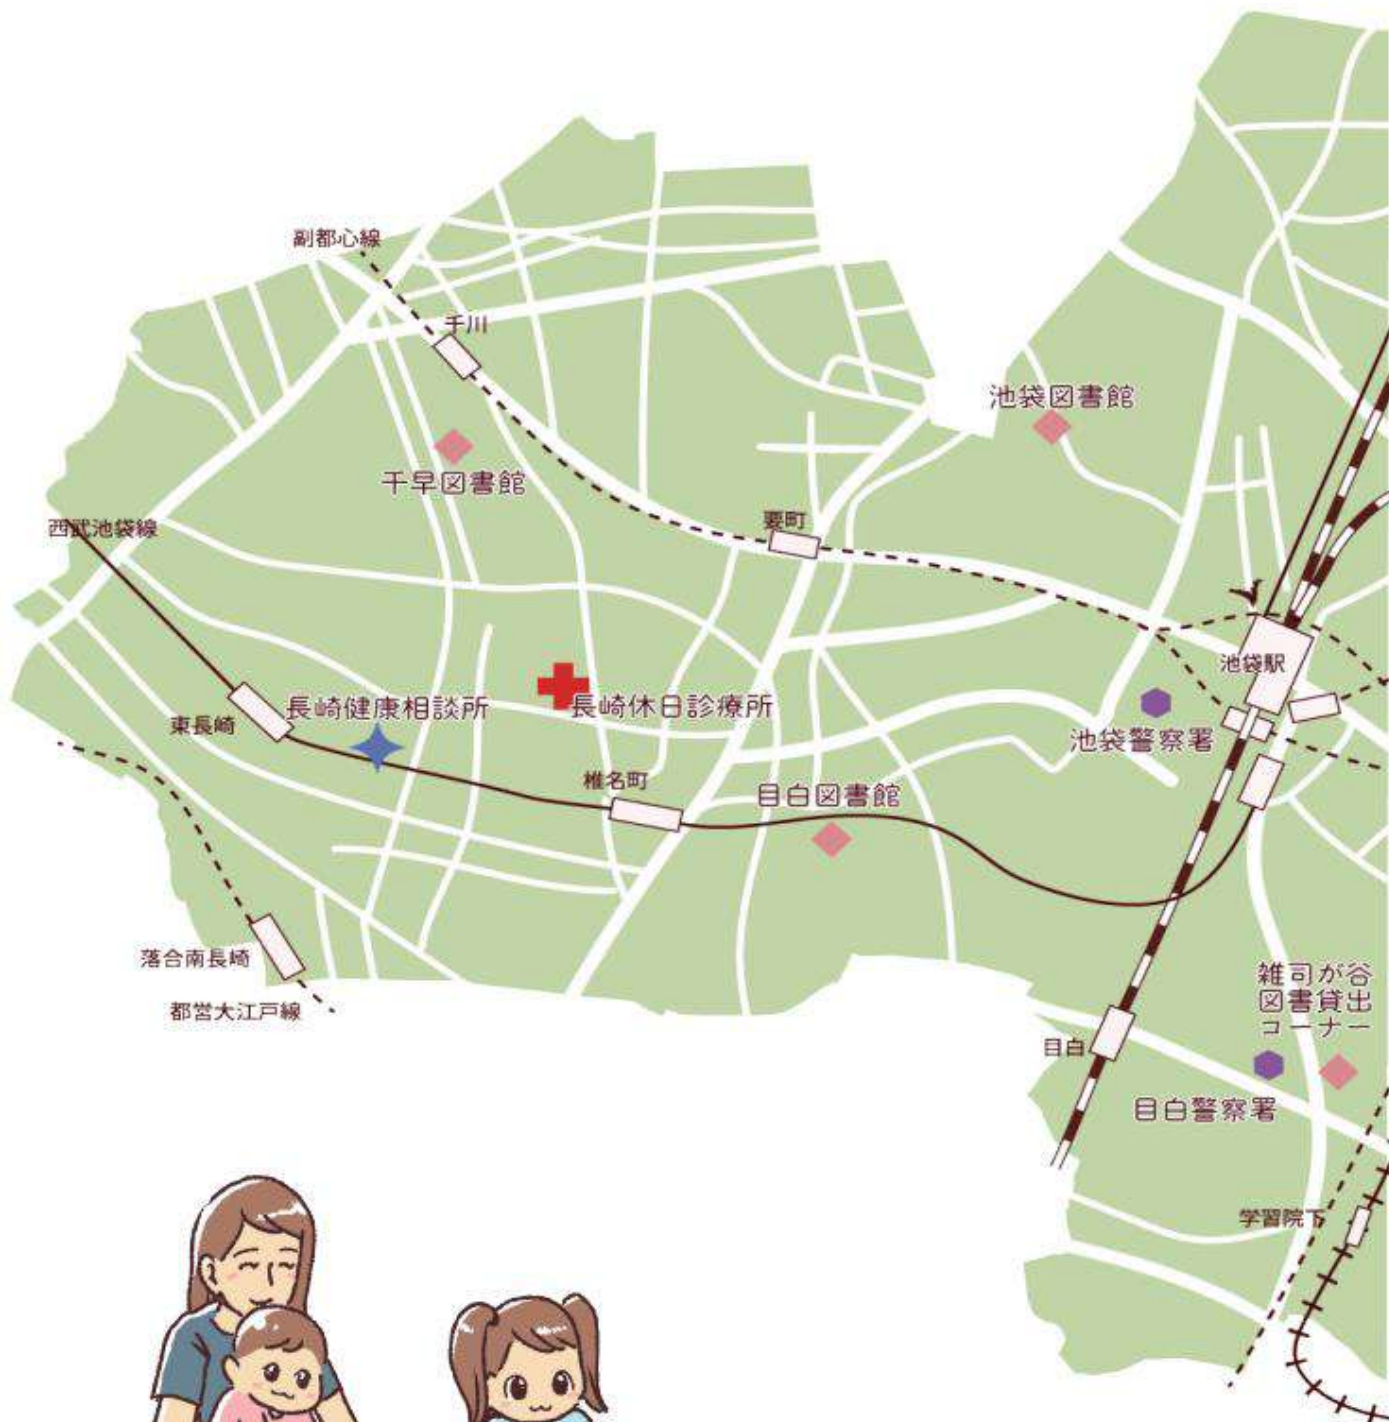 副都心線
千川
池袋図書館
千早図書館
要町
西武池袋線
池袋駅
長崎健康相談所
長崎休日診療所
東長崎
池袋警察署
椎名町
目白図書館
落合南長崎
都営大江戸線
雑司が谷
図書貸出
コーナー
目白
目白警察署
学習院下